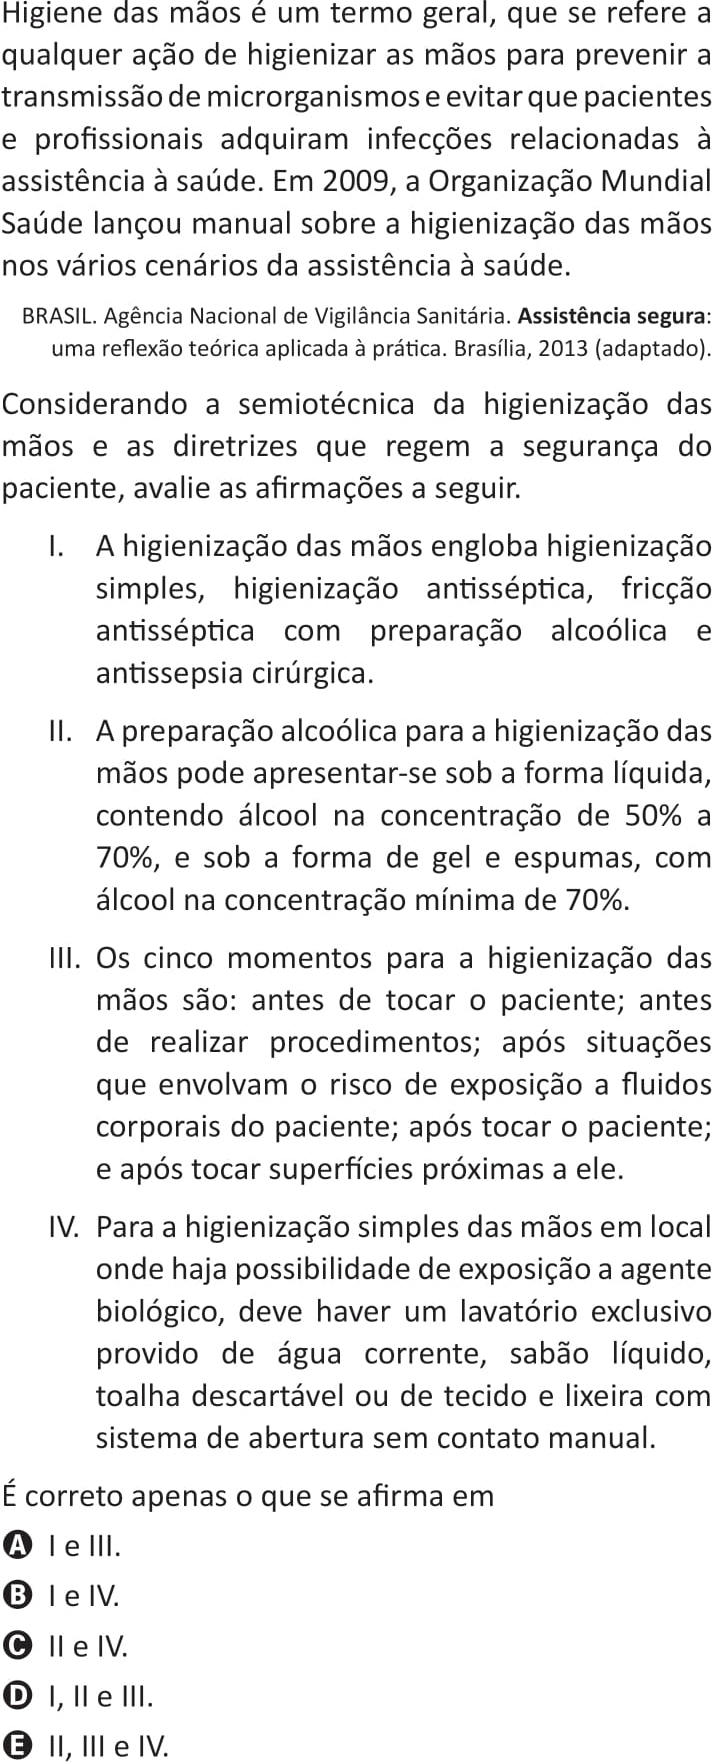 Higiene das mãos é um termo geral, que se refere a
qualquer ação de higienizar as mãos para prevenir a
transmissão de microrganismos e evitar que pacientes
e profissionais adquiram infecções relacionadas à
assistência à saúde. Em 2009, a Organização Mundial
Saúde lançou manual sobre a higienização das mãos
nos vários cenários da assistência à saúde.
BRASIL. Agência Nacional de Vigilância Sanitária. Assistência segura:
uma reflexão teórica aplicada à prática. Brasília, 2013 (adaptado).
Considerando a semiotécnica da higienização das
mãos e as diretrizes que regem a segurança do
paciente, avalie as afirmações a seguir.
I. A higienização das mãos engloba higienização
simples, higienização antisséptica, fricção
antisséptica com preparação alcoólica e
antissepsia cirúrgica.
II. A preparação alcoólica para a higienização das
mãos pode apresentar-se sob a forma líquida,
contendo álcool na concentração de 50% a
70%, e sob a forma de gel e espumas, com
álcool na concentração mínima de 70%.
III. Os cinco momentos para a higienização das
mãos são: antes de tocar o paciente; antes
de realizar procedimentos; após situações
que envolvam o risco de exposição a fluidos
corporais do paciente; após tocar o paciente;
e após tocar superfícies próximas a ele.
IV. Para a higienização simples das mãos em local
onde haja possibilidade de exposição a agente
biológico, deve haver um lavatório exclusivo
provido de água corrente, sabão líquido,
toalha descartável ou de tecido e lixeira com
sistema de abertura sem contato manual.
É correto apenas o que se afirma em
A I e III.
B I e IV.
C II e IV.
D I, II e III.
E II, III e IV.